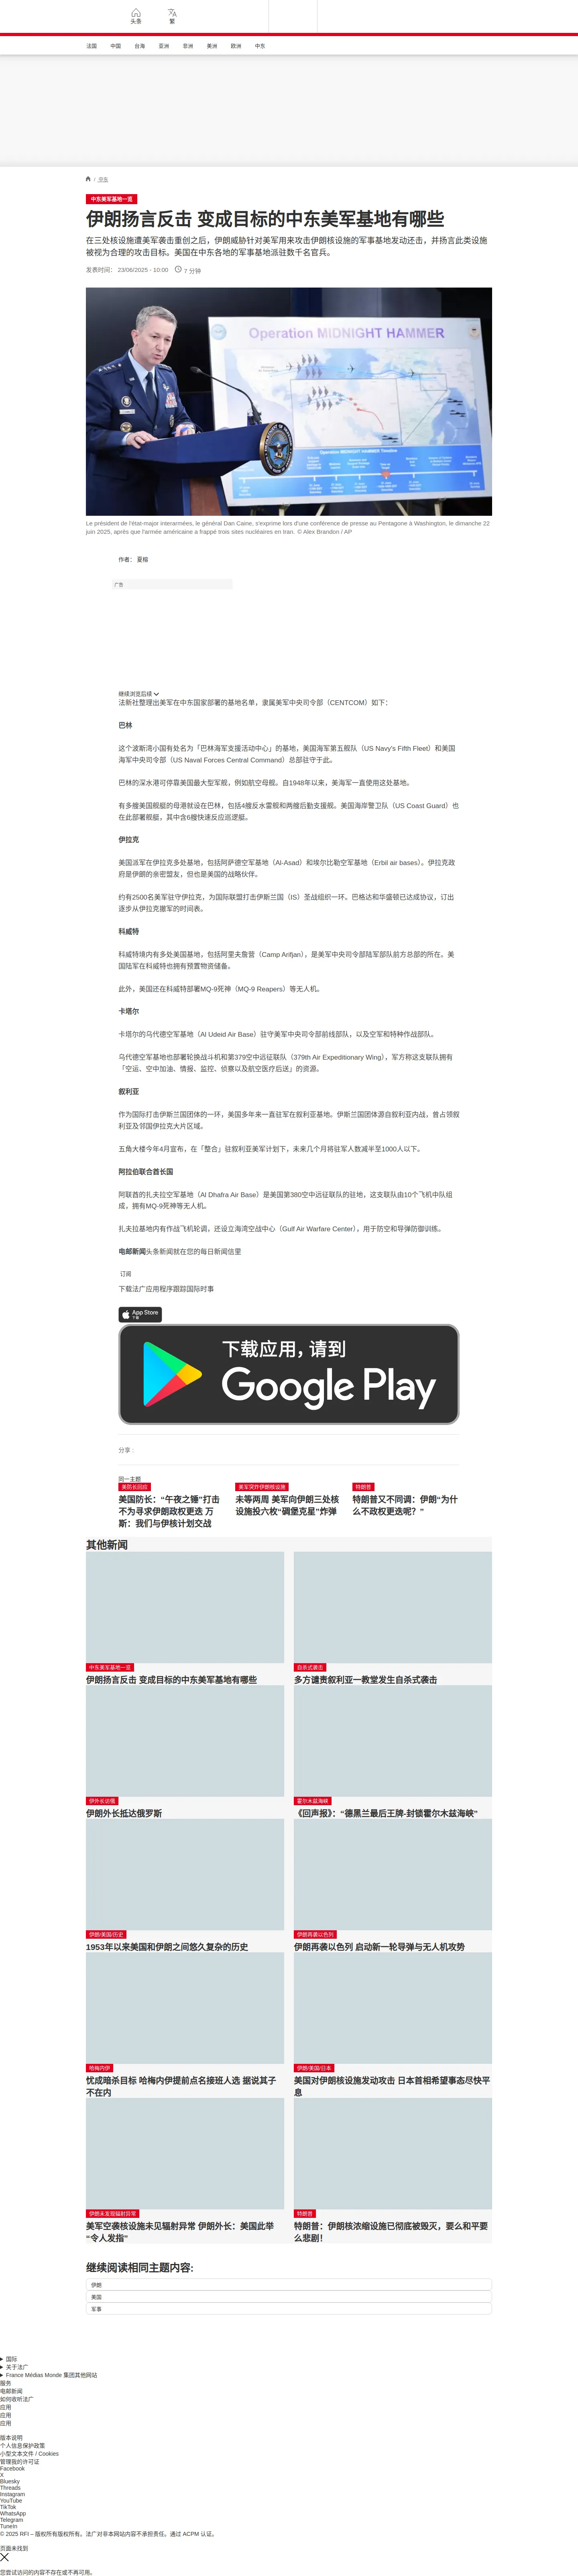 头条
繁
法国
中国
台海
亚洲
非洲
美洲
欧洲
中东
/ 中东
中东美军基地一览
伊朗扬言反击 变成目标的中东美军基地有哪些
在三处核设施遭美军袭击重创之后，伊朗威胁针对美军用来攻击伊朗核设施的军事基地发动还击，并扬言此类设施
被视为合理的攻击目标。美国在中东各地的军事基地派驻数千名官兵。
发表时间： 23/06/2025 - 10:00
7 分钟
Operation MIDNIGHT HAMMER
Operation MIDNIGHT HAMMER Timeline
Le président de l'état-major interarmées, le général Dan Caine, s'exprime lors d'une conférence de presse au Pentagone à Washington, le dimanche 22
juin 2025, après que l'armée américaine a frappé trois sites nucléaires en Iran. © Alex Brandon / AP
作者： 夏榕
广告
继续浏览后续
法新社整理出美军在中东国家部署的基地名单，隶属美军中央司令部（CENTCOM）如下：
巴林
这个波斯湾小国有处名为「巴林海军支援活动中心」的基地，美国海军第五舰队（US Navy's Fifth Fleet）和美国
海军中央司令部（US Naval Forces Central Command）总部驻守于此。
巴林的深水港可停靠美国最大型军舰，例如航空母舰。自1948年以来，美海军一直使用这处基地。
有多艘美国舰艇的母港就设在巴林，包括4艘反水雷舰和两艘后勤支援舰。美国海岸警卫队（US Coast Guard）也
在此部署舰艇，其中含6艘快速反应巡逻艇。
伊拉克
美国派军在伊拉克多处基地，包括阿萨德空军基地（Al-Asad）和埃尔比勒空军基地（Erbil air bases）。伊拉克政
府是伊朗的亲密盟友，但也是美国的战略伙伴。
约有2500名美军驻守伊拉克，为国际联盟打击伊斯兰国（IS）圣战组织一环。巴格达和华盛顿已达成协议，订出
逐步从伊拉克撤军的时间表。
科威特
科威特境内有多处美国基地，包括阿里夫詹营（Camp Arifjan），是美军中央司令部陆军部队前方总部的所在。美
国陆军在科威特也拥有预置物资储备。
此外，美国还在科威特部署MQ-9死神（MQ-9 Reapers）等无人机。
卡塔尔
卡塔尔的乌代德空军基地（Al Udeid Air Base）驻守美军中央司令部前线部队，以及空军和特种作战部队。
乌代德空军基地也部署轮换战斗机和第379空中远征联队（379th Air Expeditionary Wing），军方称这支联队拥有
「空运、空中加油、情报、监控、侦察以及航空医疗后送」的资源。
叙利亚
作为国际打击伊斯兰国团体的一环，美国多年来一直驻军在叙利亚基地。伊斯兰国团体源自叙利亚内战，曾占领叙
利亚及邻国伊拉克大片区域。
五角大楼今年4月宣布，在「整合」驻叙利亚美军计划下，未来几个月将驻军人数减半至1000人以下。
阿拉伯联合酋长国
阿联酋的扎夫拉空军基地（Al Dhafra Air Base）是美国第380空中远征联队的驻地，这支联队由10个飞机中队组
成，拥有MQ-9死神等无人机。
扎夫拉基地内有作战飞机轮调，还设立海湾空战中心（Gulf Air Warfare Center），用于防空和导弹防御训练。
电邮新闻头条新闻就在您的每日新闻信里
订阅
下载法广应用程序跟踪国际时事
App Store
下载
下载应用，请到
Google Play
分享 :
同一主题
美防长回应
美国防长：“午夜之锤”打击
不为寻求伊朗政权更迭 万
斯：我们与伊核计划交战
美军突炸伊朗核设施
未等两周 美军向伊朗三处核
设施投六枚“碉堡克星”炸弹
特朗普
特朗普又不同调：伊朗“为什
么不政权更迭呢？”
其他新闻
中东美军基地一览
伊朗扬言反击 变成目标的中东美军基地有哪些
自杀式袭击
多方谴责叙利亚一教堂发生自杀式袭击
伊外长访俄
伊朗外长抵达俄罗斯
霍尔木兹海峡
《回声报》：“德黑兰最后王牌-封锁霍尔木兹海峡”
伊朗/美国/历史
1953年以来美国和伊朗之间悠久复杂的历史
伊朗再袭以色列
伊朗再袭以色列 启动新一轮导弹与无人机攻势
哈梅内伊
忧成暗杀目标 哈梅内伊提前点名接班人选 据说其子
不在内
伊朗/美国/日本
美国对伊朗核设施发动攻击 日本首相希望事态尽快平
息
伊朗未发现辐射异常
美军空袭核设施未见辐射异常 伊朗外长：美国此举
“令人发指”
特朗普
特朗普：伊朗核浓缩设施已彻底被毁灭，要么和平要
么悲剧！
继续阅读相同主题内容:
伊朗
美国
军事
国际
关于法广
France Médias Monde 集团其他网站
服务
电邮新闻
如何收听法广
应用
应用
应用
版本说明
个人信息保护政策
小型文本文件 / Cookies
管理我的许可证
Facebook
X
Bluesky
Threads
Instagram
YouTube
TikTok
WhatsApp
Telegram
TuneIn
© 2025 RFI – 版权所有版权所有。法广对非本网站内容不承担责任。通过 ACPM 认证。
页面未找到
您尝试访问的内容不存在或不再可用。